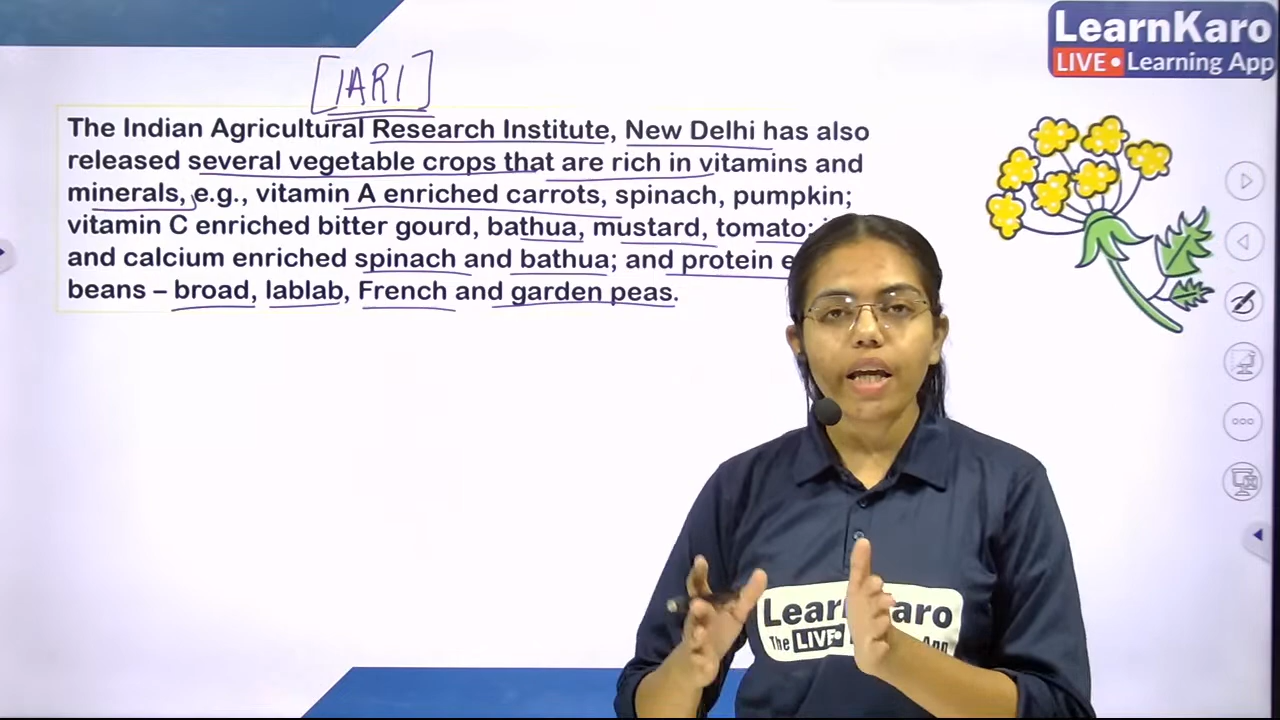 LearnKaro
LIVE • Learning App
[IARI]
The Indian Agricultural Research Institute, New Delhi has also
released several vegetable crops that are rich in vitamins and
minerals, e.g., vitamin A enriched carrots, spinach, pumpkin;
vitamin C enriched bitter gourd, bathua, mustard, tomato;
and calcium enriched spinach and bathua; and protein
beans – broad, lablab, French and garden peas.
The LIVE